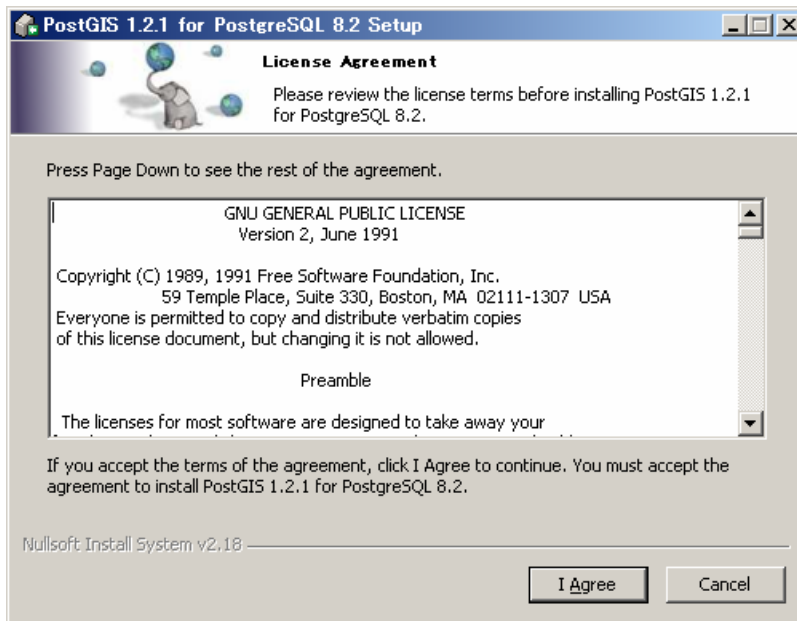 PostGIS 1.2.1 for PostgreSQL 8.2 Setup
License Agreement
Please review the license terms before installing PostGIS 1.2.1
for PostgreSQL 8.2.
Press Page Down to see the rest of the agreement.
GNU GENERAL PUBLIC LICENSE
Version 2, June 1991
Copyright (C) 1989, 1991 Free Software Foundation, Inc.
59 Temple Place, Suite 330, Boston, MA 02111-1307 USA
Everyone is permitted to copy and distribute verbatim copies
of this license document, but changing it is not allowed.
Preamble
The licenses for most software are designed to take away your
If you accept the terms of the agreement, click I Agree to continue. You must accept the
agreement to install PostGIS 1.2.1 for PostgreSQL 8.2.
Nullsoft Install System v2.18
I Agree
Cancel